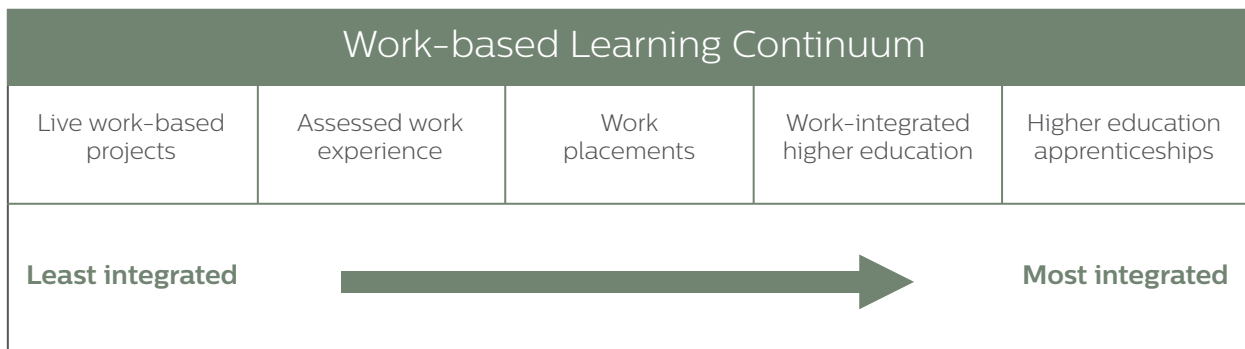 Work-based Learning Continuum
Live work-based
projects
Assessed work
experience
Work
placements
Work-integrated
higher education
Higher education
apprenticeships
Least integrated
Most integrated